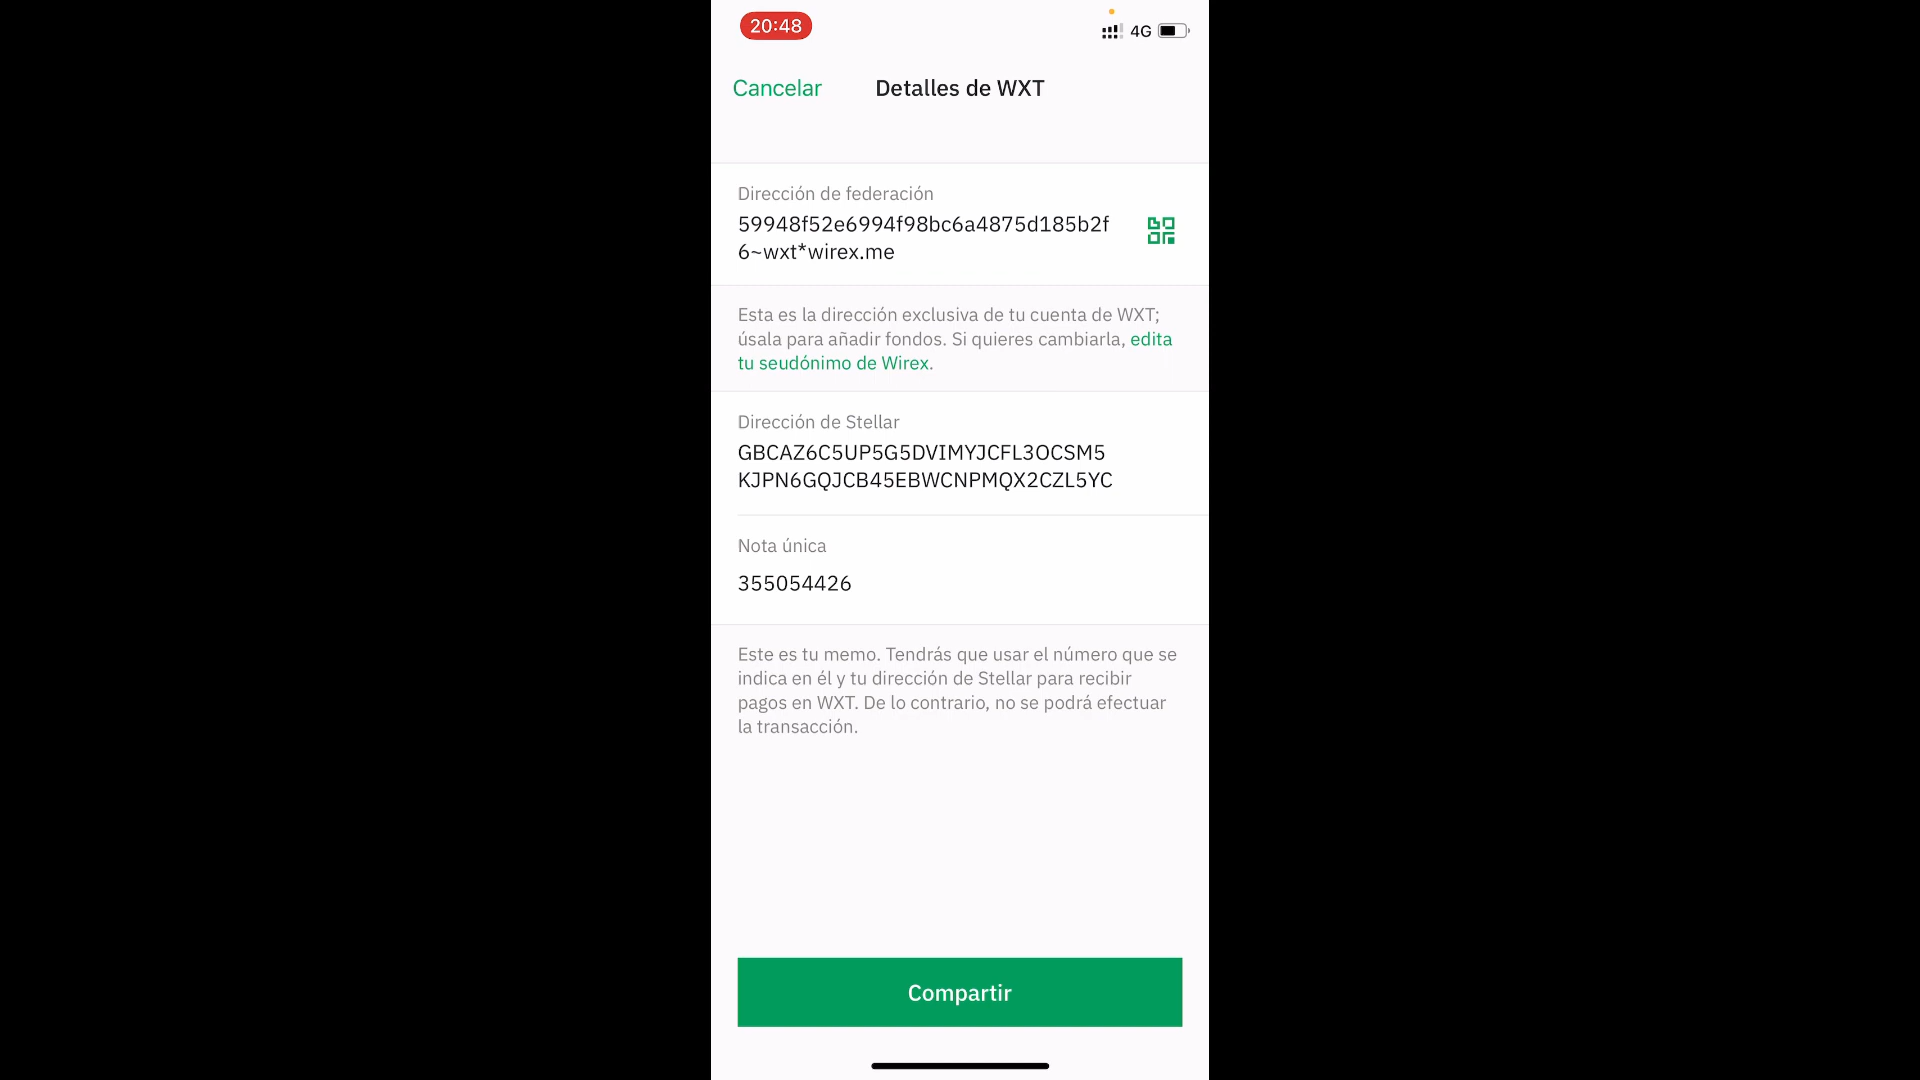 20:48
4G
Cancelar
Detalles de WXT
Dirección de federación
59948f52e6994f98bc6a4875d185b2f
6~wxt*wirex.me
Esta es la dirección exclusiva de tu cuenta de WXT;
úsala para añadir fondos. Si quieres cambiarla, edita
tu seudónimo de Wirex.
Dirección de Stellar
GBCAZ6C5UP5G5DVIMYJCFL3OCSM5
KJPN6GQJCB45EBWCNPMQX2CZL5YC
Nota única
355054426
Este es tu memo. Tendrás que usar el número que se
indica en él y tu dirección de Stellar para recibir
pagos en WXT. De lo contrario, no se podrá efectuar
la transacción.
Compartir